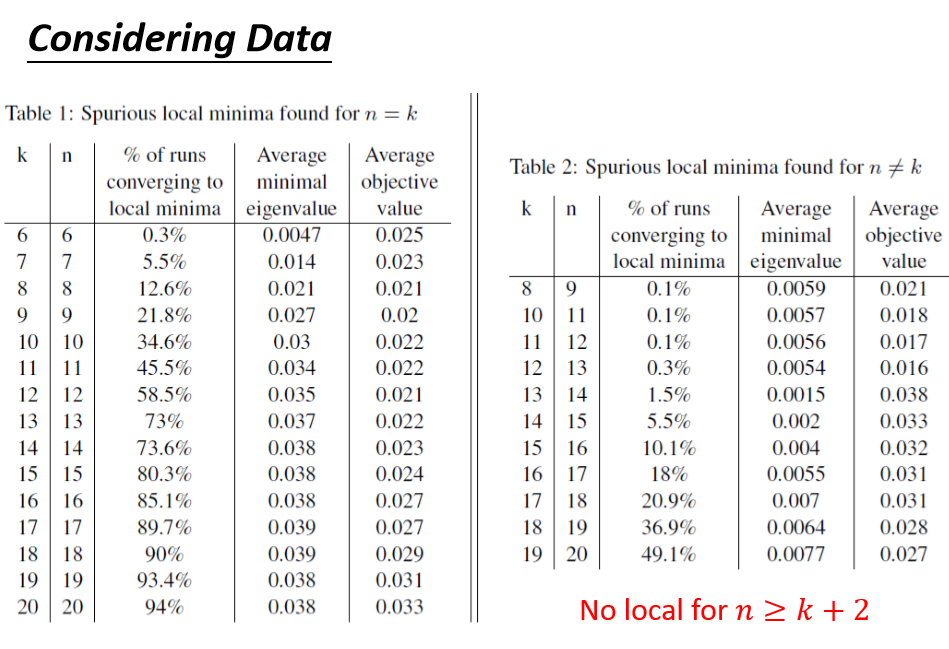 Considering Data
Table 1: Spurious local minima found for n = k
k n % of runs Average Average
converging to minimal objective
local minima eigenvalue value
6 6 0.3% 0.0047 0.025
7 7 5.5% 0.014 0.023
8 8 12.6% 0.021 0.021
9 9 21.8% 0.027 0.02
10 10 34.6% 0.03 0.022
11 11 45.5% 0.034 0.022
12 12 58.5% 0.035 0.021
13 13 73% 0.037 0.022
14 14 73.6% 0.038 0.023
15 15 80.3% 0.038 0.024
16 16 85.1% 0.038 0.027
17 17 89.7% 0.039 0.027
18 18 90% 0.039 0.029
19 19 93.4% 0.038 0.031
20 20 94% 0.038 0.033
Table 2: Spurious local minima found for n ≠ k
k n % of runs Average Average
converging to minimal objective
local minima eigenvalue value
8 9 0.1% 0.0059 0.021
10 11 0.1% 0.0057 0.018
11 12 0.1% 0.0056 0.017
12 13 0.3% 0.0054 0.016
13 14 1.5% 0.0015 0.038
14 15 5.5% 0.002 0.033
15 16 10.1% 0.004 0.032
16 17 18% 0.0055 0.031
17 18 20.9% 0.007 0.031
18 19 36.9% 0.0064 0.028
19 20 49.1% 0.0077 0.027
No local for n ≥ k + 2